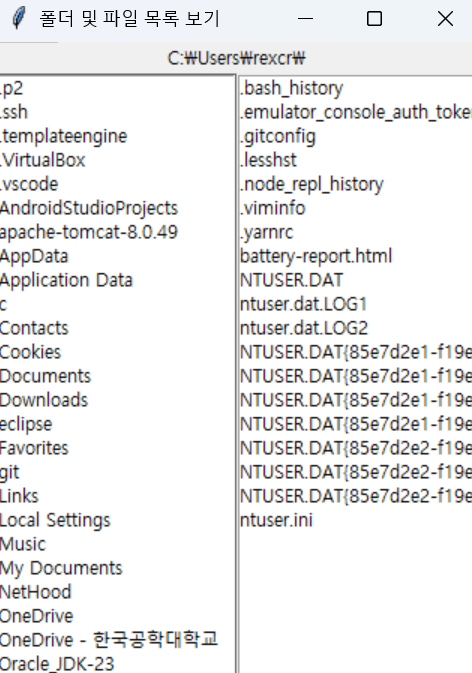 폴더 및 파일 목록 보기
C:\Users\rexcr\
.p2
.ssh
.templateengine
.VirtualBox
.vscode
AndroidStudioProjects
apache-tomcat-8.0.49
AppData
Application Data
c
Contacts
Cookies
Documents
Downloads
eclipse
Favorites
git
Links
Local Settings
Music
My Documents
NetHood
OneDrive
OneDrive - 한국공학대학교
Oracle_JDK-23
.bash_history
.emulator_console_auth_toke
.gitconfig
.lesshst
.node_repl_history
.viminfo
.yarnrc
battery-report.html
NTUSER.DAT
ntuser.dat.LOG1
ntuser.dat.LOG2
NTUSER.DAT{85e7d2e1-f19e
NTUSER.DAT{85e7d2e1-f19e
NTUSER.DAT{85e7d2e1-f19e
NTUSER.DAT{85e7d2e1-f19e
NTUSER.DAT{85e7d2e2-f19e
NTUSER.DAT{85e7d2e2-f19e
NTUSER.DAT{85e7d2e2-f19e
ntuser.ini